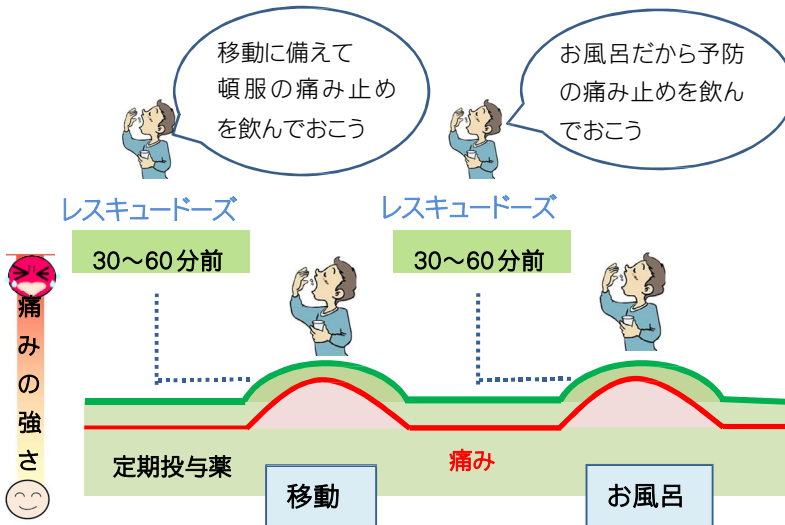 移動に備えて
頓服の痛み止め
を飲んでおこう
お風呂だから予防
の痛み止めを飲ん
でおこう
レスキュードーズ
レスキュードーズ
30～60分前
30～60分前
痛みの強さ
定期投与薬
痛み
移動
お風呂